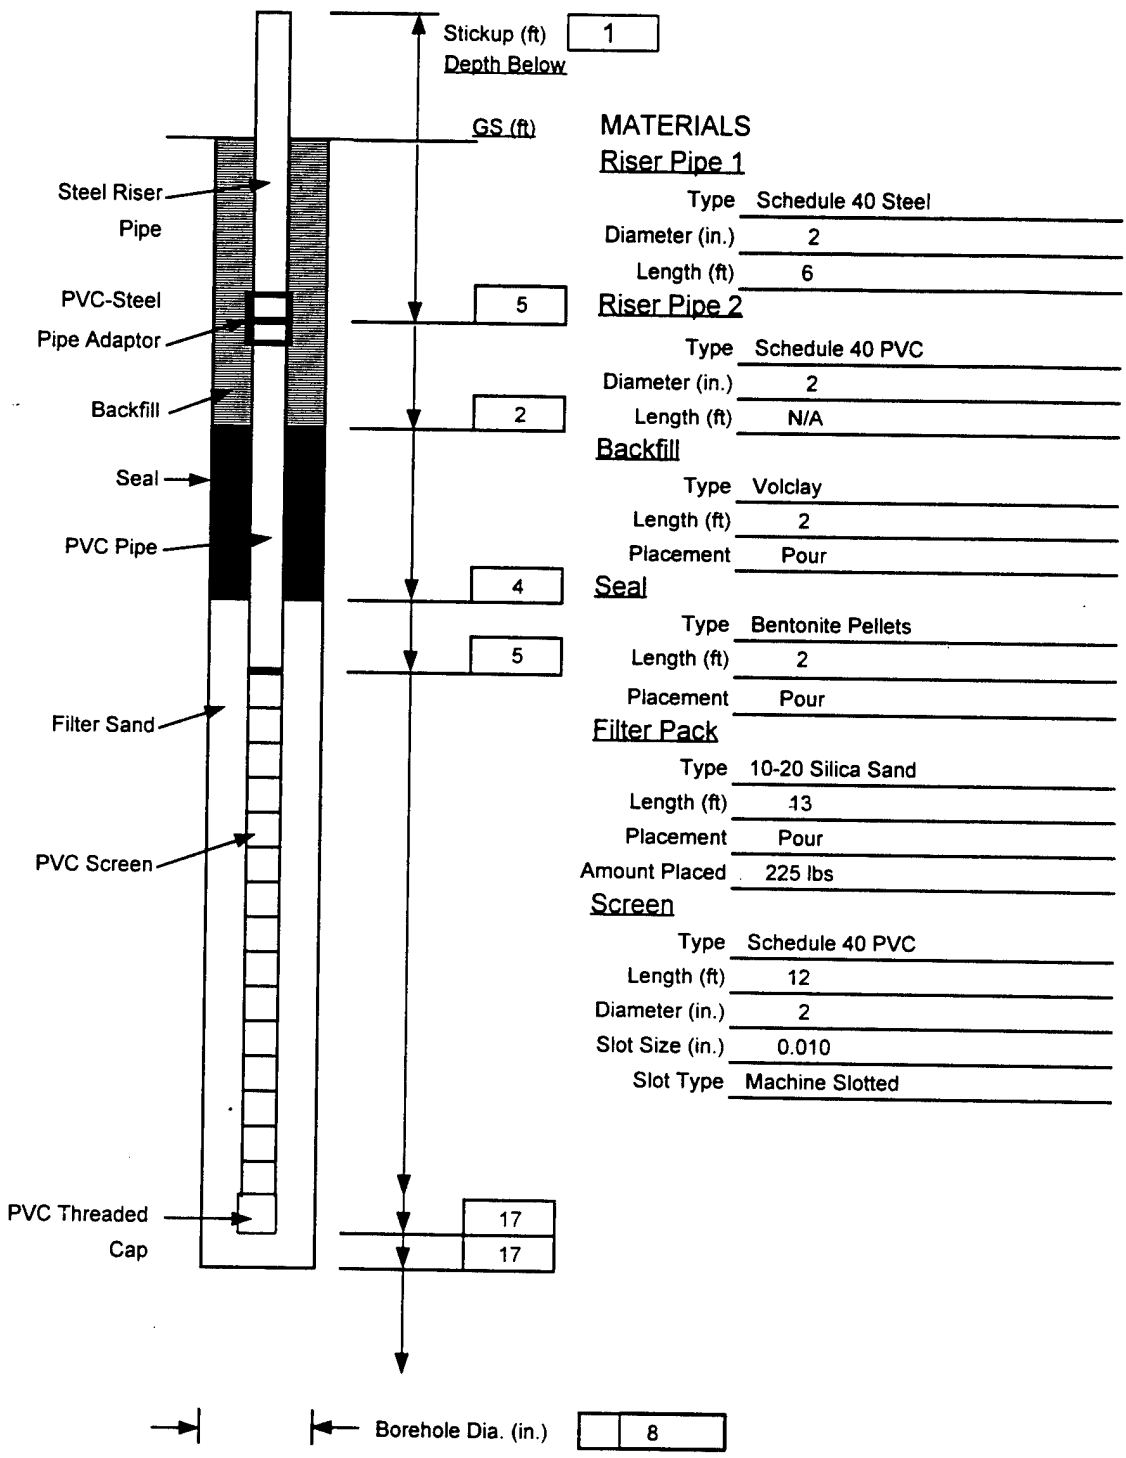 Stickup (ft) 1
Depth Below
GS (ft)
MATERIALS
Riser Pipe 1
Steel Riser
Pipe
Type Schedule 40 Steel
Diameter (in.) 2
Length (ft) 6
PVC-Steel
Pipe Adaptor
5
Riser Pipe 2
Type Schedule 40 PVC
Diameter (in.) 2
Length (ft) N/A
Backfill
2
Backfill
Type Volclay
Length (ft) 2
Placement Pour
Seal
PVC Pipe
4
Seal
Type Bentonite Pellets
Length (ft) 2
Placement Pour
5
Filter Sand
Filter Pack
Type 10-20 Silica Sand
Length (ft) 13
Placement Pour
Amount Placed 225 lbs
PVC Screen
Screen
Type Schedule 40 PVC
Length (ft) 12
Diameter (in.) 2
Slot Size (in.) 0.010
Slot Type Machine Slotted
PVC Threaded
Cap
17
17
Borehole Dia. (in.) 8